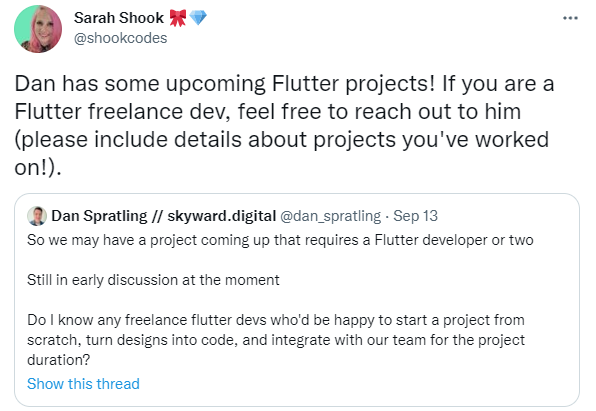 Sarah Shook 🎀💎
@shookcodes
Dan has some upcoming Flutter projects! If you are a
Flutter freelance dev, feel free to reach out to him
(please include details about projects you've worked
on!).
Dan Spratling // skyward.digital @dan_spratling · Sep 13
So we may have a project coming up that requires a Flutter developer or two
Still in early discussion at the moment
Do I know any freelance flutter devs who'd be happy to start a project from
scratch, turn designs into code, and integrate with our team for the project
duration?
Show this thread